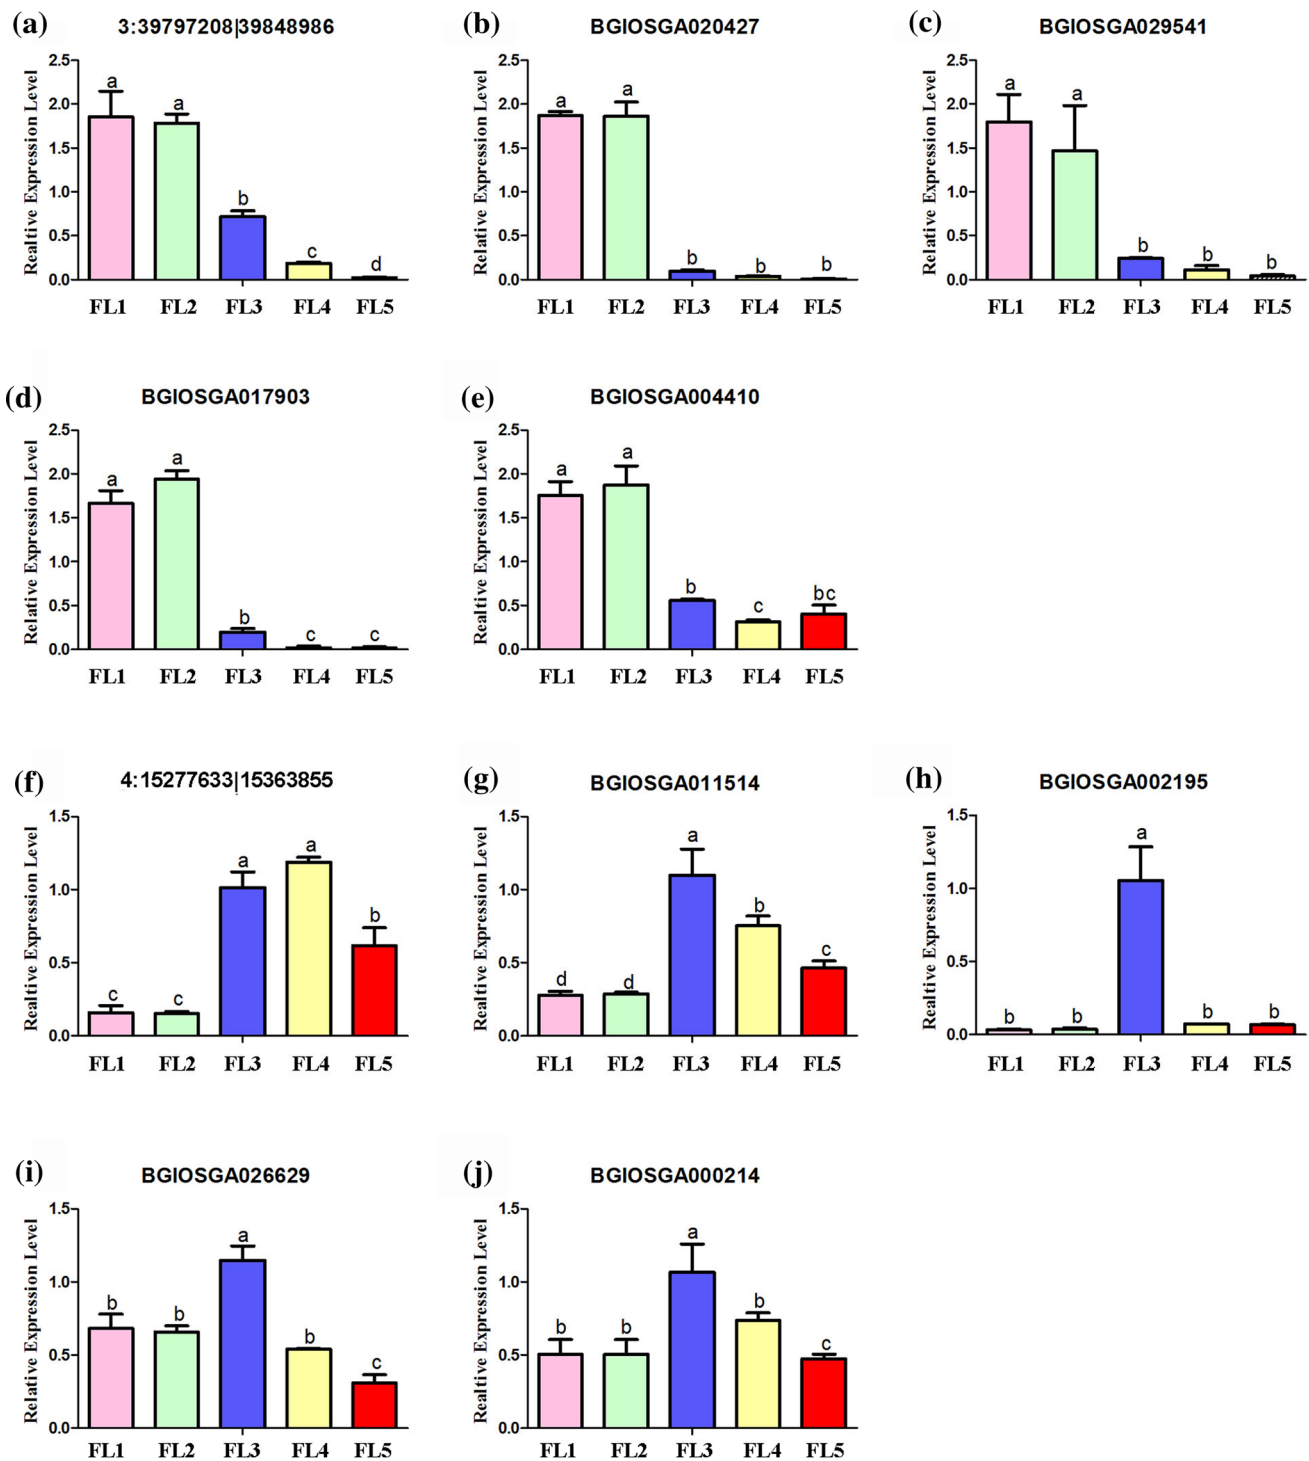 (a)
3:39797208|39848986
Realtive Expression Level
2.5
2.0
1.5
1.0
0.5
0.0
a a b c d
FL1 FL2 FL3 FL4 FL5
(b)
BGIOSGA020427
Relative Expression Level
2.5
2.0
1.5
1.0
0.5
0.0
a a b b b
FL1 FL2 FL3 FL4 FL5
(c)
BGIOSGA029541
Relative Expression Level
2.5
2.0
1.5
1.0
0.5
0.0
a a b b b
FL1 FL2 FL3 FL4 FL5
(d)
BGIOSGA017903
Relative Expression Level
2.5
2.0
1.5
1.0
0.5
0.0
a a b c c
FL1 FL2 FL3 FL4 FL5
(e)
BGIOSGA004410
Realtive Expression Level
2.5
2.0
1.5
1.0
0.5
0.0
a a b c bc
FL1 FL2 FL3 FL4 FL5
(f)
4:15277633|15363855
Realtive Expression Level
1.5
1.0
0.5
0.0
c c a a b
FL1 FL2 FL3 FL4 FL5
(g)
BGIOSGA011514
Realtive Expression Level
1.5
1.0
0.5
0.0
d d a b c
FL1 FL2 FL3 FL4 FL5
(h)
BGIOSGA002195
Realtive Expression Level
1.5
1.0
0.5
0.0
b b a b b
FL1 FL2 FL3 FL4 FL5
(i)
BGIOSGA026629
Relative Expression Level
1.5
1.0
0.5
0.0
b b a b c
FL1 FL2 FL3 FL4 FL5
(j)
BGIOSGA000214
Realtive Expression Level
1.5
1.0
0.5
0.0
b b a b c
FL1 FL2 FL3 FL4 FL5